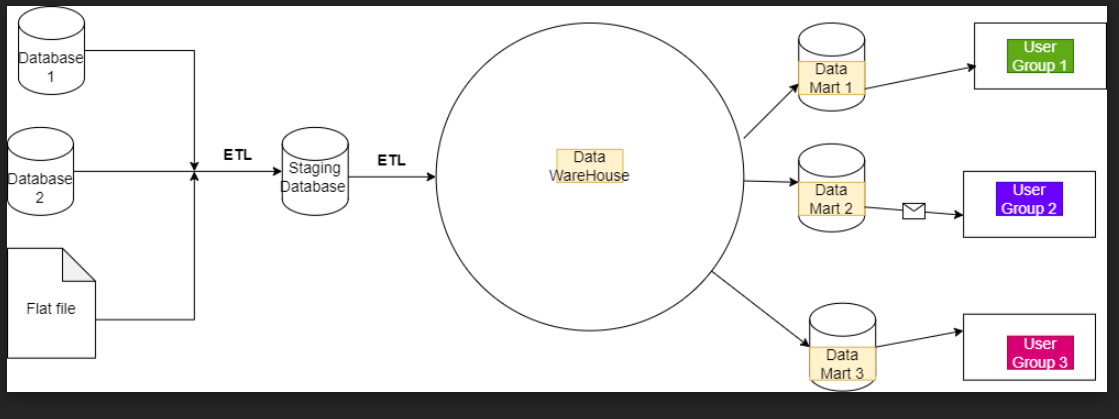 Database
1
Database
2
Flat file
ETL
Staging
Database
ETL
Data
WareHouse
Data
Mart 1
Data
Mart 2
Data
Mart 3
User
Group 1
User
Group 2
User
Group 3